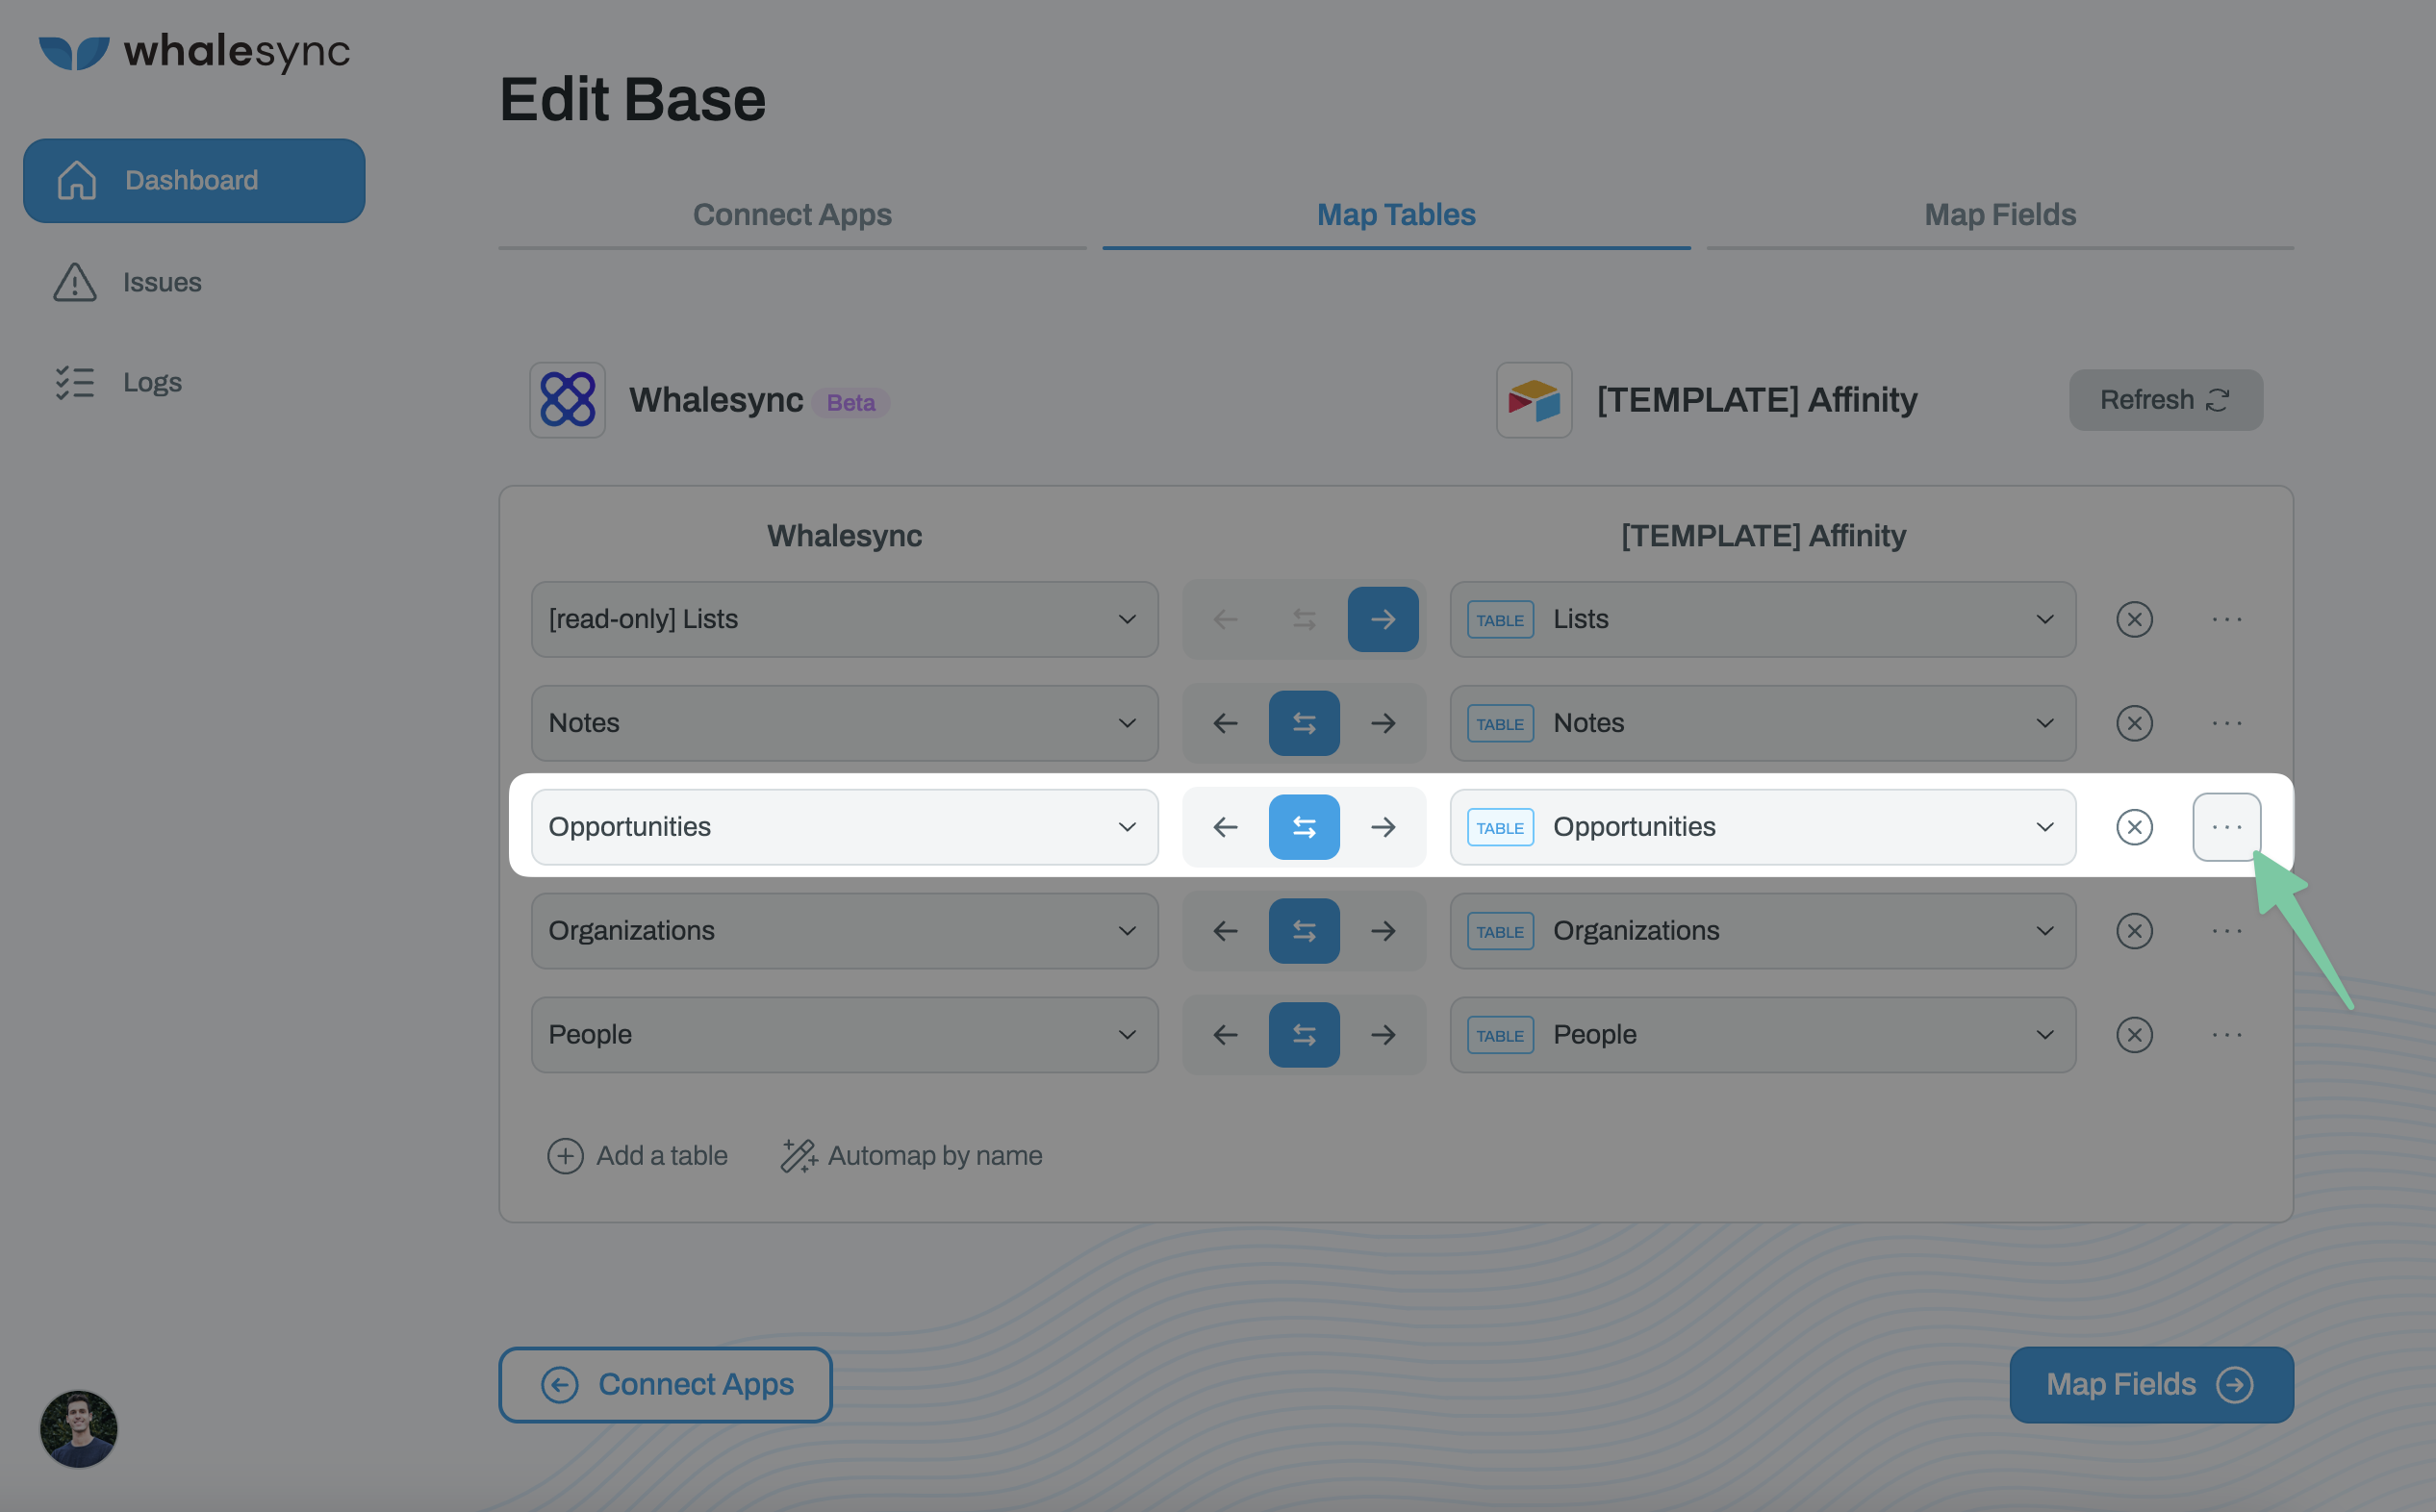 whalesync
Edit Base
Dashboard
Issues
Logs
Connect Apps
Map Tables
Map Fields
Whalesync Beta
[TEMPLATE] Affinity
Refresh
Whalesync
[TEMPLATE] Affinity
[read-only] Lists
TABLE Lists
Notes
TABLE Notes
Opportunities
TABLE Opportunities
Organizations
TABLE Organizations
People
TABLE People
Add a table
Automap by name
Connect Apps
Map Fields